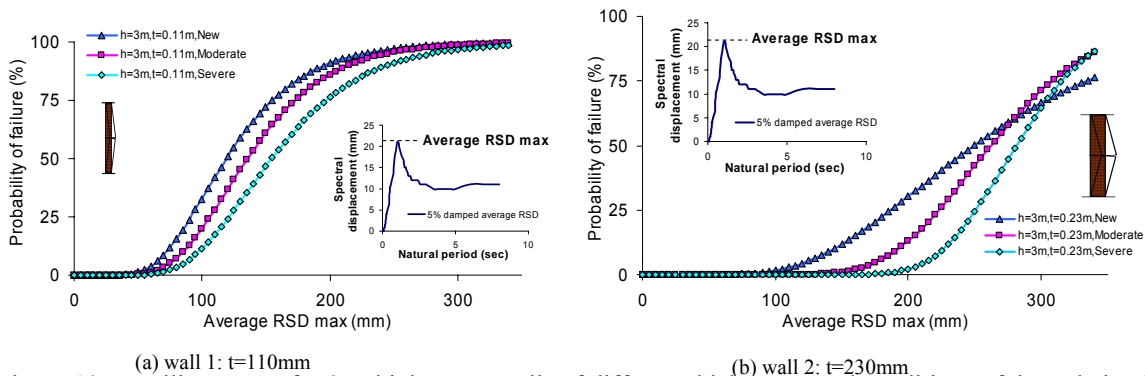 h=3m,t=0.11m,New
h=3m,t=0.11m,Moderate
h=3m,t=0.11m,Severe
Probability of failure (%)
100
75
50
25
0
0 100 200 300
Average RSD max (mm)
Spectral
displacement (mm)
25
20
15
10
5
0
0 5 10
Average RSD max
5% damped average RSD
Natural period (sec)
(a) wall 1: t=110mm
Probability of failure (%)
100
75
50
25
0
0 100 200 300
Average RSD max (mm)
Spectral
displacement (mm)
25
20
15
10
5
0
0 5 10
Average RSD max
5% damped average RSD
Natural period (sec)
h=3m,t=0.23m,New
h=3m,t=0.23m,Moderate
h=3m,t=0.23m,Severe
(b) wall 2: t=230mm